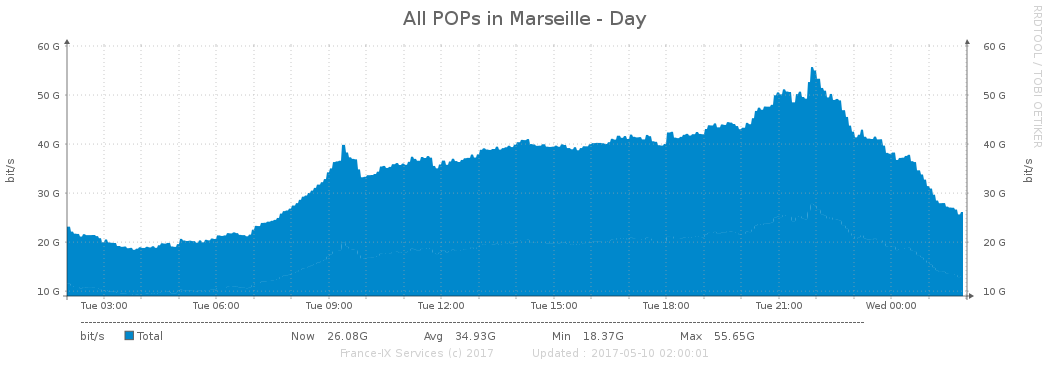 All POPs in Marseille - Day
RRDTOOL / TOBI OETIKER
60 G 60 G
50 G 50 G
40 G 40 G
30 G 30 G
20 G 20 G
10 G 10 G
bit/s bit/s
Tue 03:00 Tue 06:00 Tue 09:00 Tue 12:00 Tue 15:00 Tue 18:00 Tue 21:00 Wed 00:00
bit/s Total Now 26.08G Avg 34.93G Min 18.37G Max 55.65G
France-IX Services (c) 2017 Updated : 2017-05-10 02:00:01